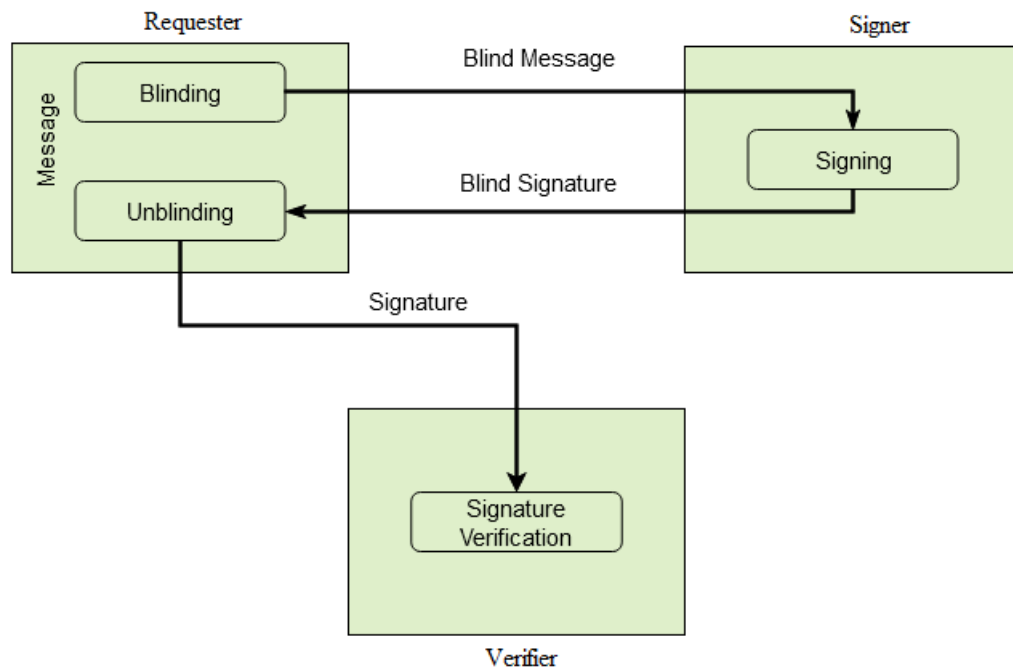 Requester
Signer
Blind Message
Blinding
Message
Signing
Blind Signature
Unblinding
Signature
Signature
Verification
Verifier